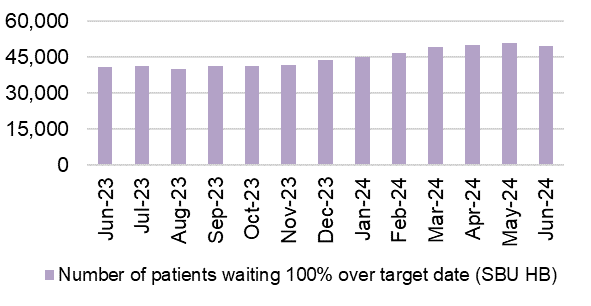 60,000
45,000
30,000
15,000
0
Jun-23
Jul-23
Aug-23
Sep-23
Oct-23
Nov-23
Dec-23
Jan-24
Feb-24
Mar-24
Apr-24
May-24
Jun-24
Number of patients waiting 100% over target date (SBU HB)